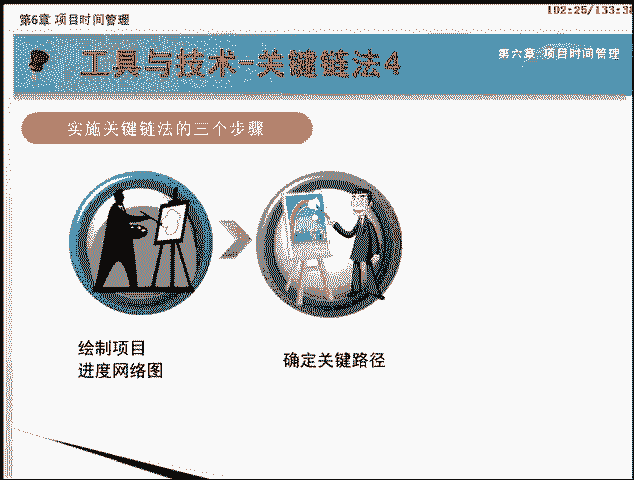 第6章 项目时间管理
102:25/133:38
工具与技术-关键链法4
第六章 项目时间管理
实施关键链法的三个步骤
绘制项目
进度网络图
确定关键路径